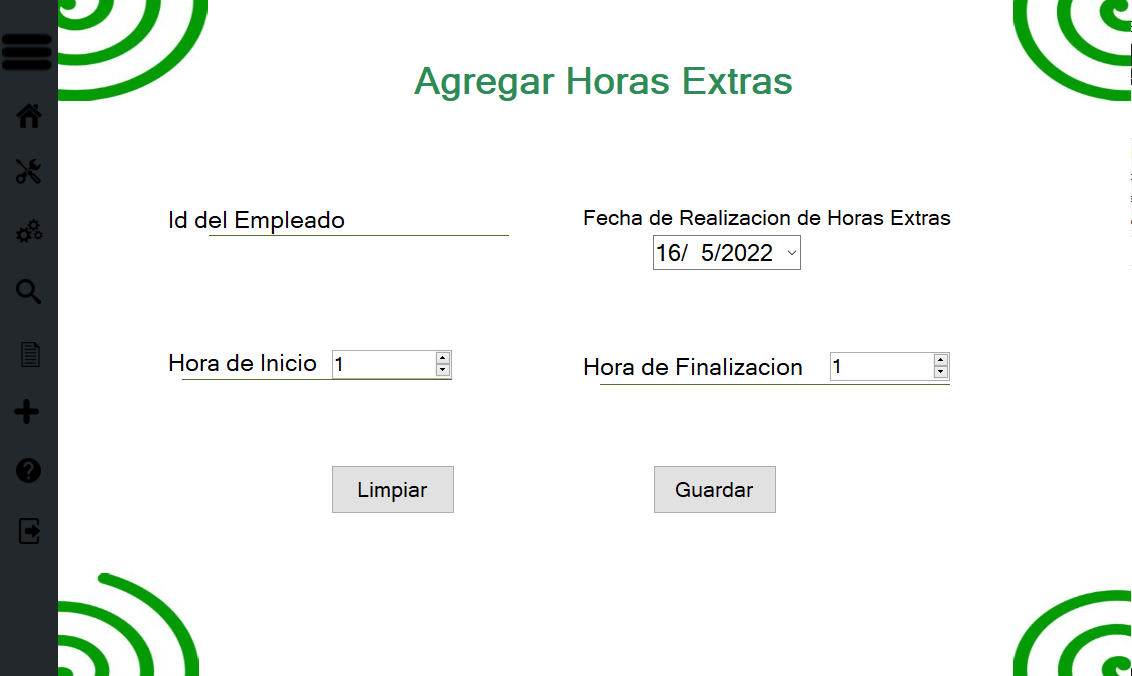 Agregar Horas Extras
Id del Empleado
Fecha de Realizacion de Horas Extras
16/ 5/2022
Hora de Inicio 1
Hora de Finalizacion 1
Limpiar
Guardar